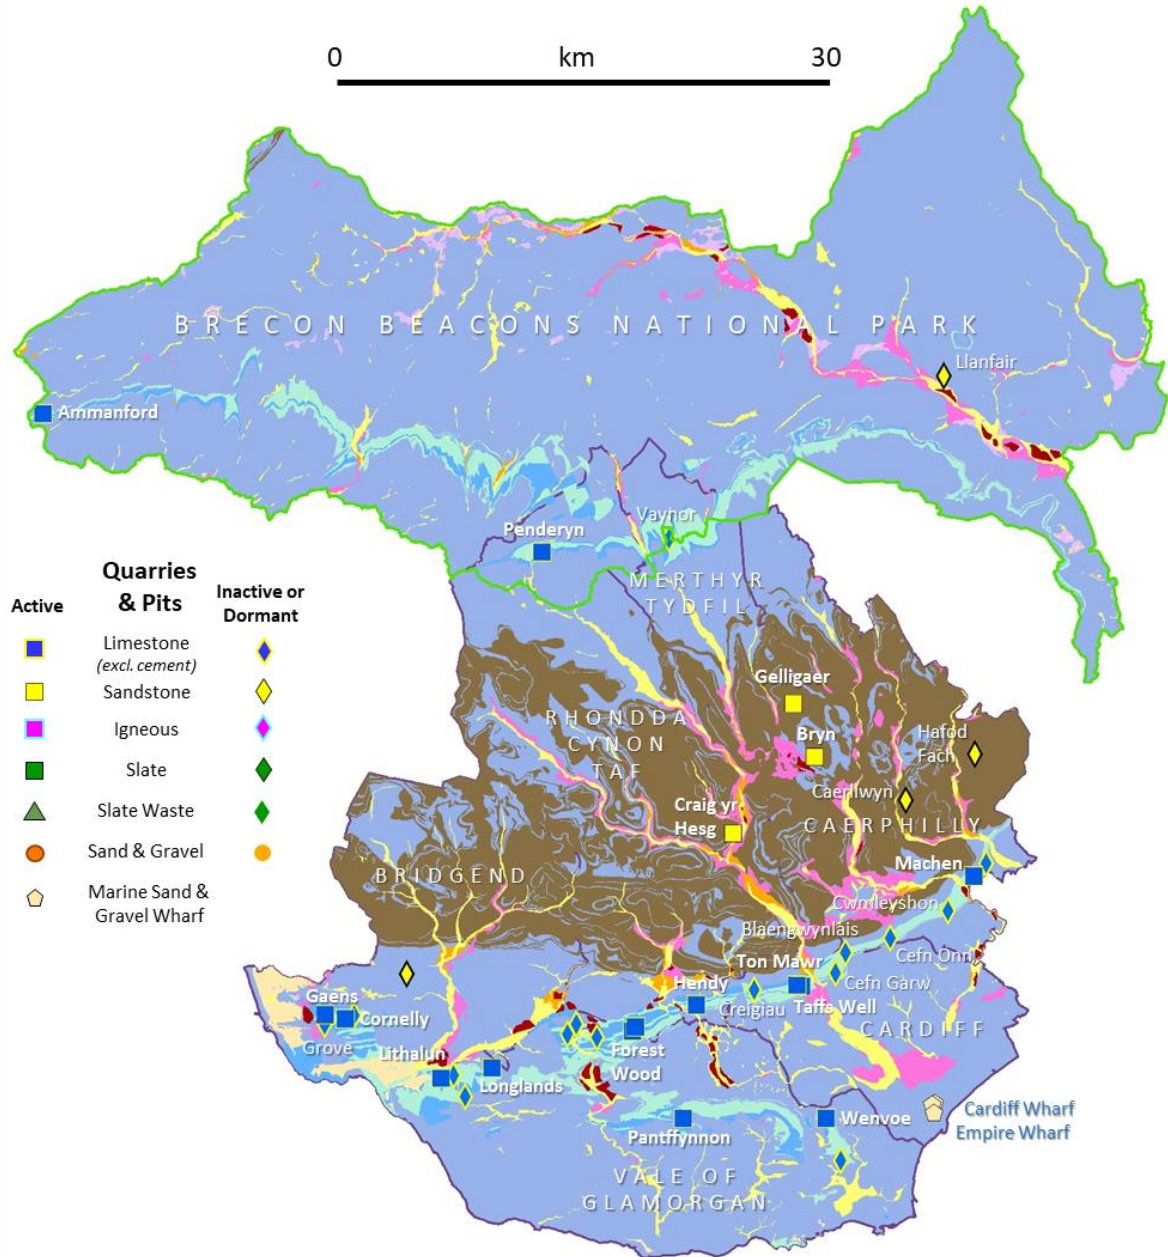 0 km 30
BRECON BEACONS NATIONAL PARK
Llanfair
Ammanford
Vaynor
Penderyn
MERTHYR
TYDFIL
Quarries
& Pits
Active
Inactive or
Dormant
Limestone
(excl. cement)
Sandstone
Igneous
Slate
Slate Waste
Sand & Gravel
Marine Sand &
Gravel Wharf
Gelligaer
RHONDDA
CYNON
TAF
Bryn
Hafod
Fach
Caerllwyn
Craig yr
Hesg
CAERPHILLY
Machen
BRIDGEND
Cwmleyshon
Blaengwynlais
Cefn Onn
Ton Mawr
Cefn Garw
Hendy
Creigiau
Taffs Well
Gaens
Cornelly
CARDIFF
Grove
Lithalun
Forest
Wood
Longlands
Cardiff Wharf
Empire Wharf
Wenvoe
Pantffynnon
VALE OF
GLAMORGAN